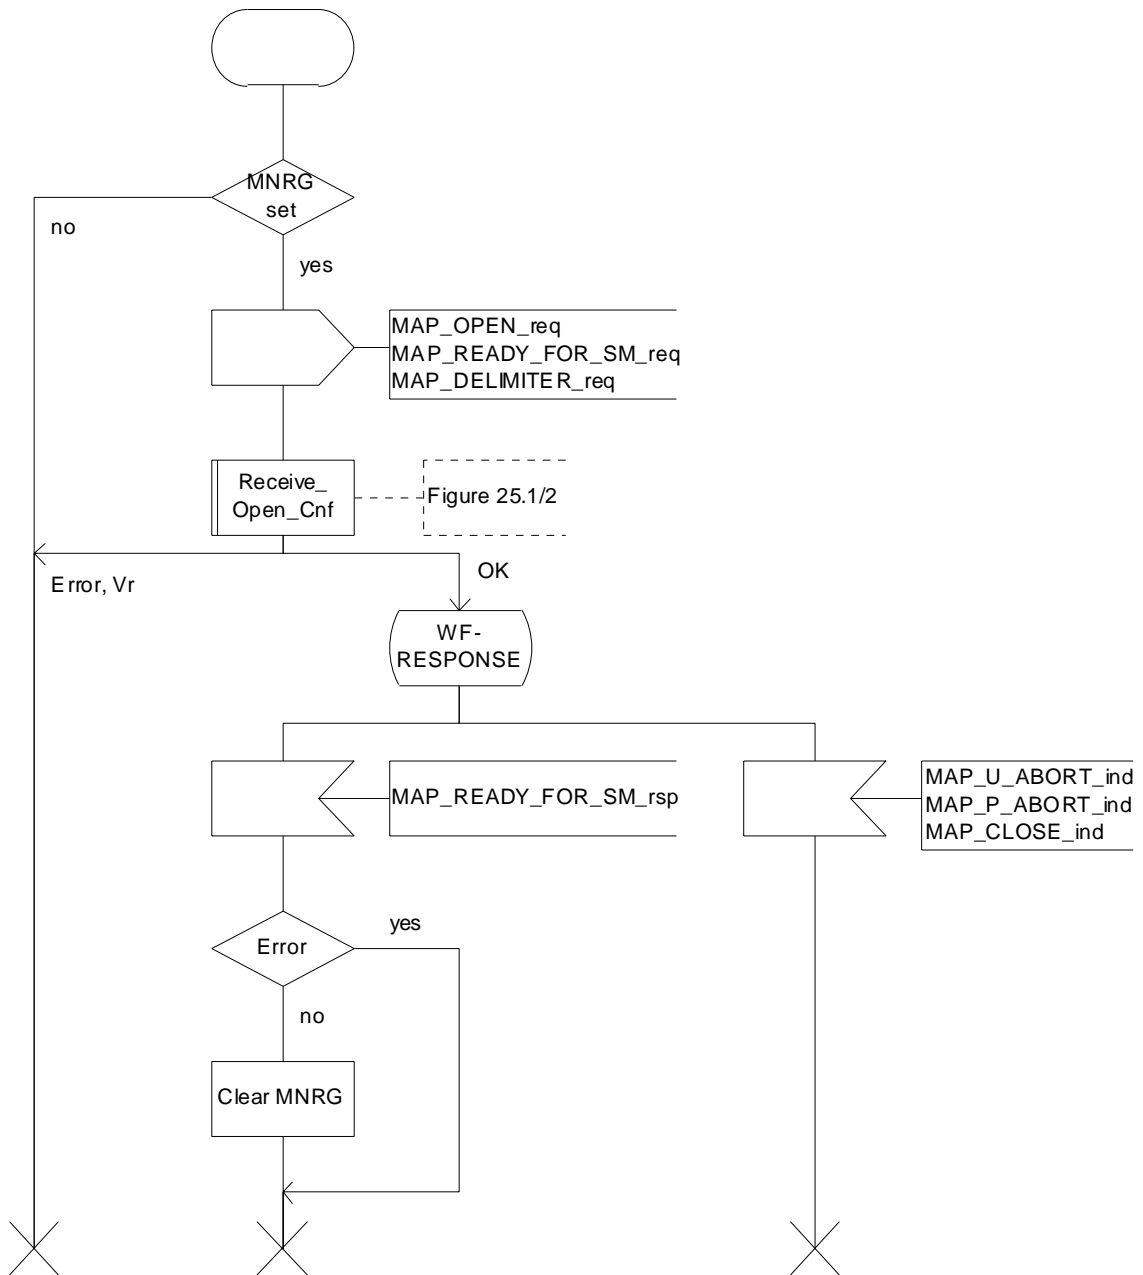 MNRG
set
no
yes
MAP_OPEN_req
MAP_READY_FOR_SM_req
MAP_DELIMITER_req
Receive_
Open_Cnf
Figure 25.1/2
Error, Vr
OK
WF-
RESPONSE
MAP_READY_FOR_SM_rsp
MAP_U_ABORT_ind
MAP_P_ABORT_ind
MAP_CLOSE_ind
Error
yes
no
Clear MNRG